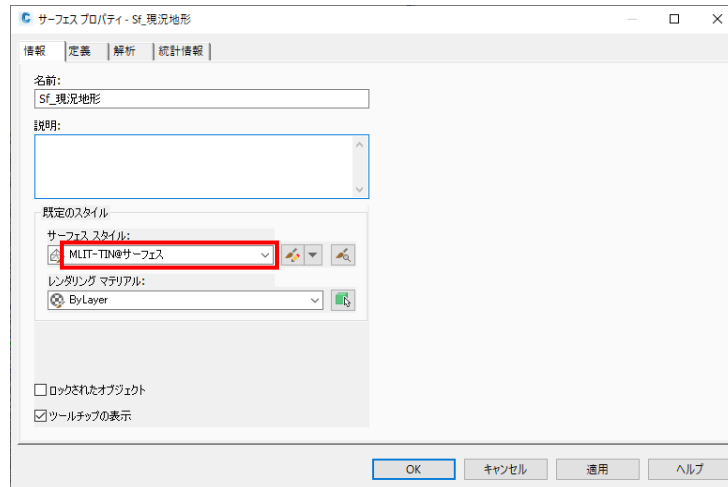 サーフェス プロパティ - Sf_現況地形
情報 定義 解析 統計情報
名前:
Sf_現況地形
説明:
既定のスタイル
サーフェス スタイル:
MLIT-TIN@サーフェス
レンダリング マテリアル:
ByLayer
ロックされたオブジェクト
ツールチップの表示
OK キャンセル 適用 ヘルプ